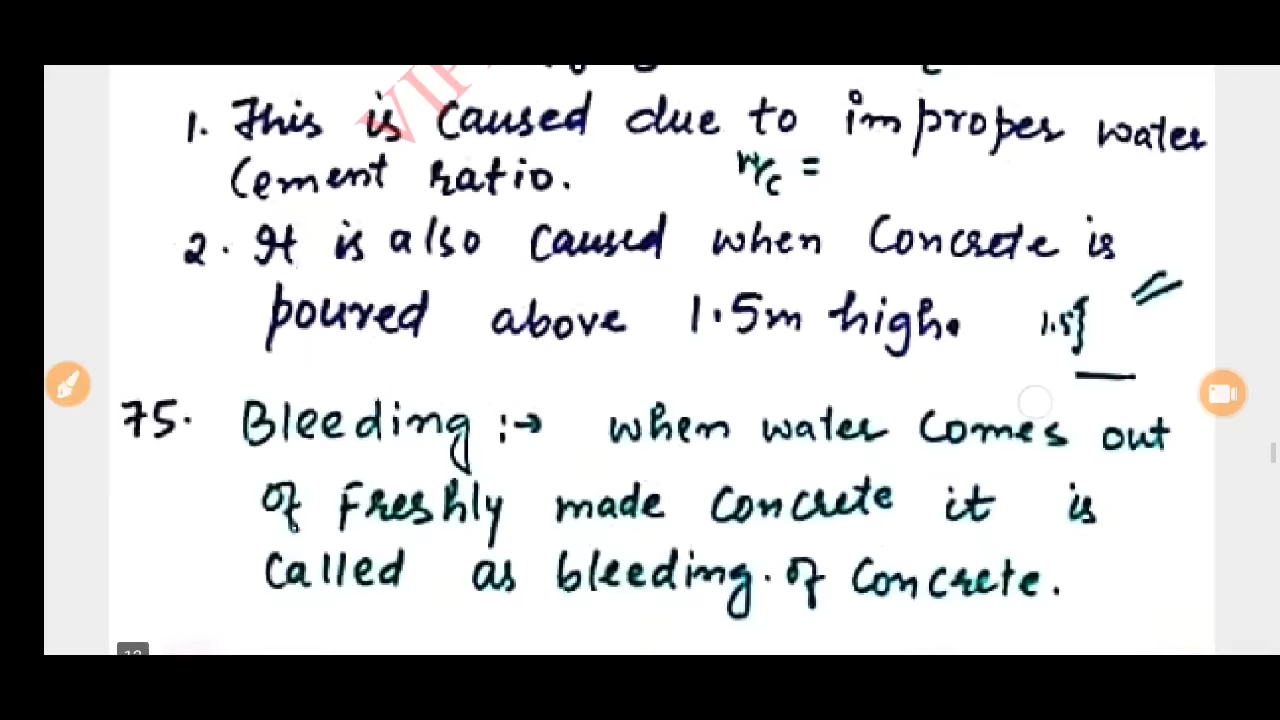 1. This is caused due to improper water
cement ratio. w/c =
2. It is also caused when concrete is
poured above 1.5m high. 1.5
75. Bleeding :→ when water comes out
of freshly made concrete it is
called as bleeding. of concrete.
VIP